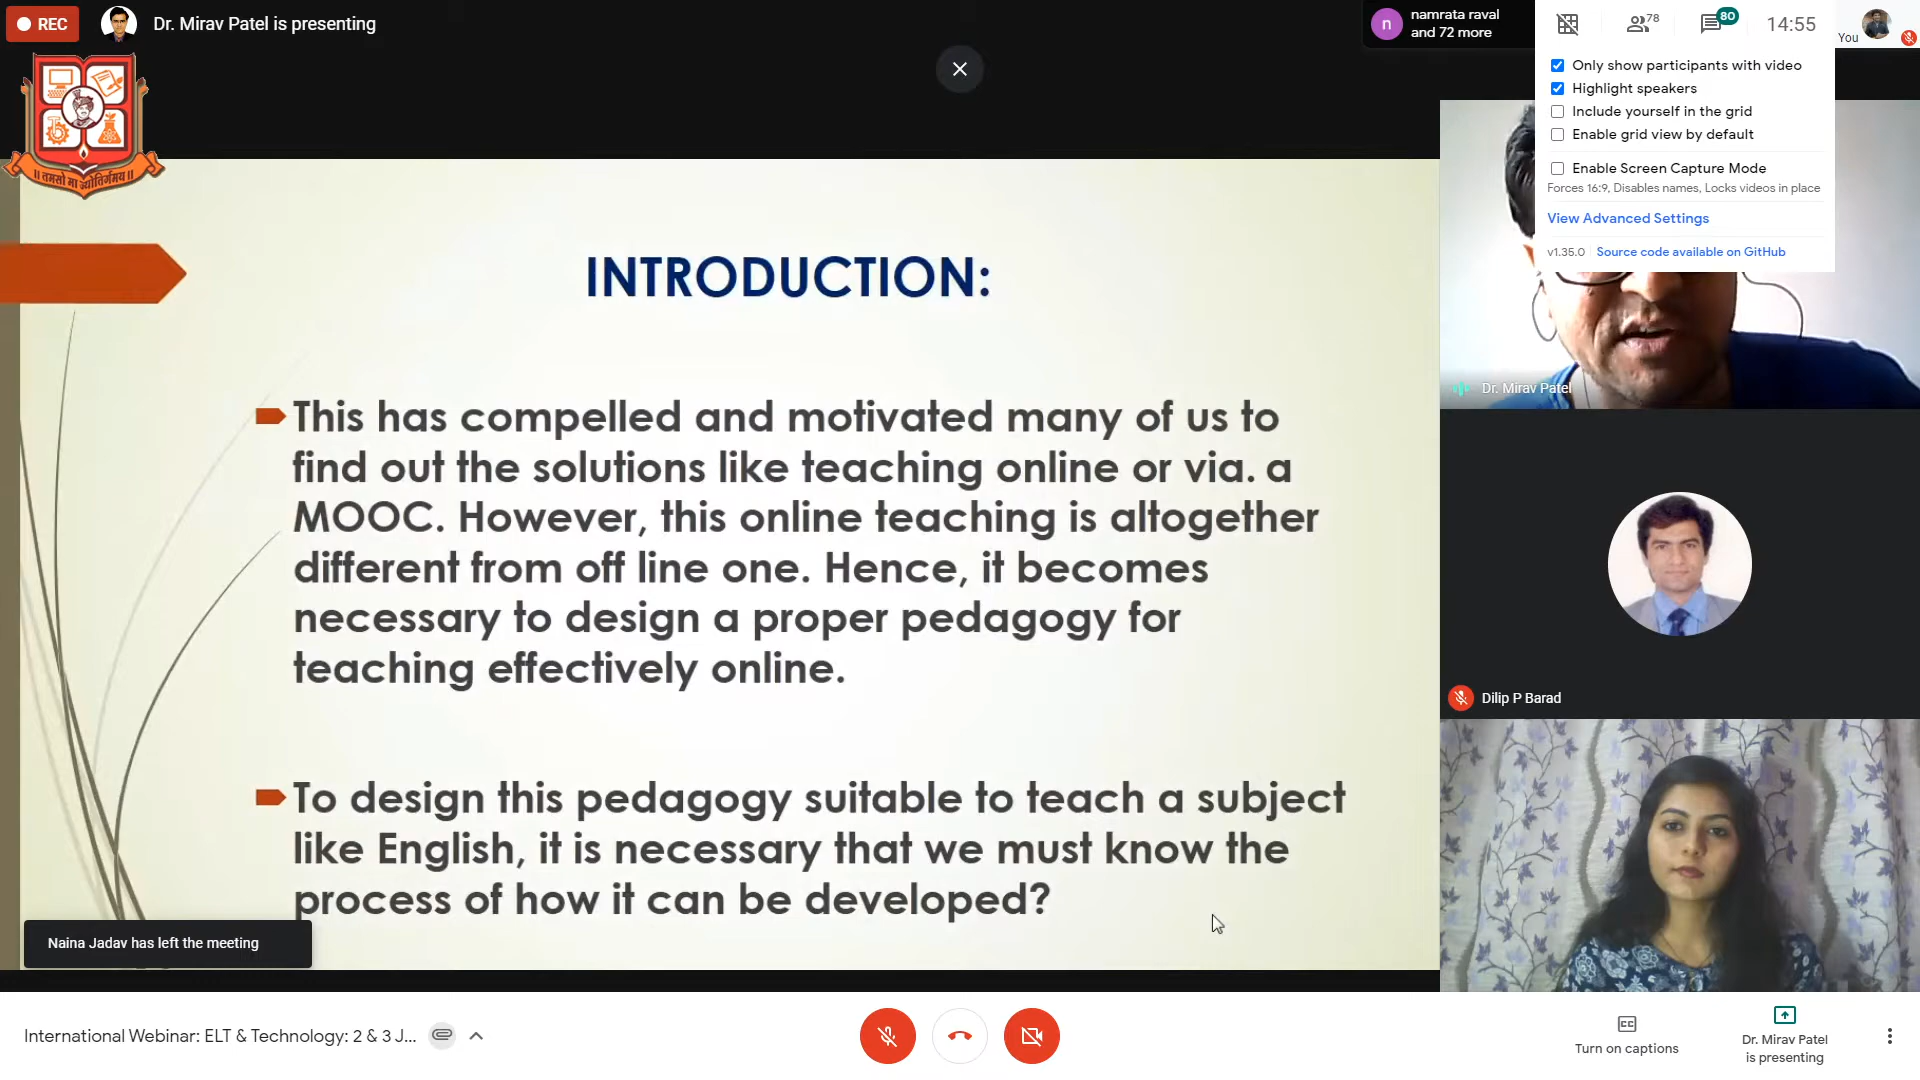 REC
Dr. Mirav Patel is presenting
n
namrata raval
and 72 more
78
80
14:55
You
Only show participants with video
Highlight speakers
Include yourself in the grid
Enable grid view by default
Enable Screen Capture Mode
Forces 16:9, Disables names, Locks videos in place
View Advanced Settings
v1.35.0 Source code available on GitHub
॥ तमसो मा ज्योतिर्गमय ॥
INTRODUCTION:
This has compelled and motivated many of us to
find out the solutions like teaching online or via. a
MOOC. However, this online teaching is altogether
different from off line one. Hence, it becomes
necessary to design a proper pedagogy for
teaching effectively online.
To design this pedagogy suitable to teach a subject
like English, it is necessary that we must know the
process of how it can be developed?
Dr. Mirav Patel
Dilip P Barad
Naina Jadav has left the meeting
International Webinar: ELT & Technology: 2 & 3 J...
CC
Turn on captions
Dr. Mirav Patel
is presenting